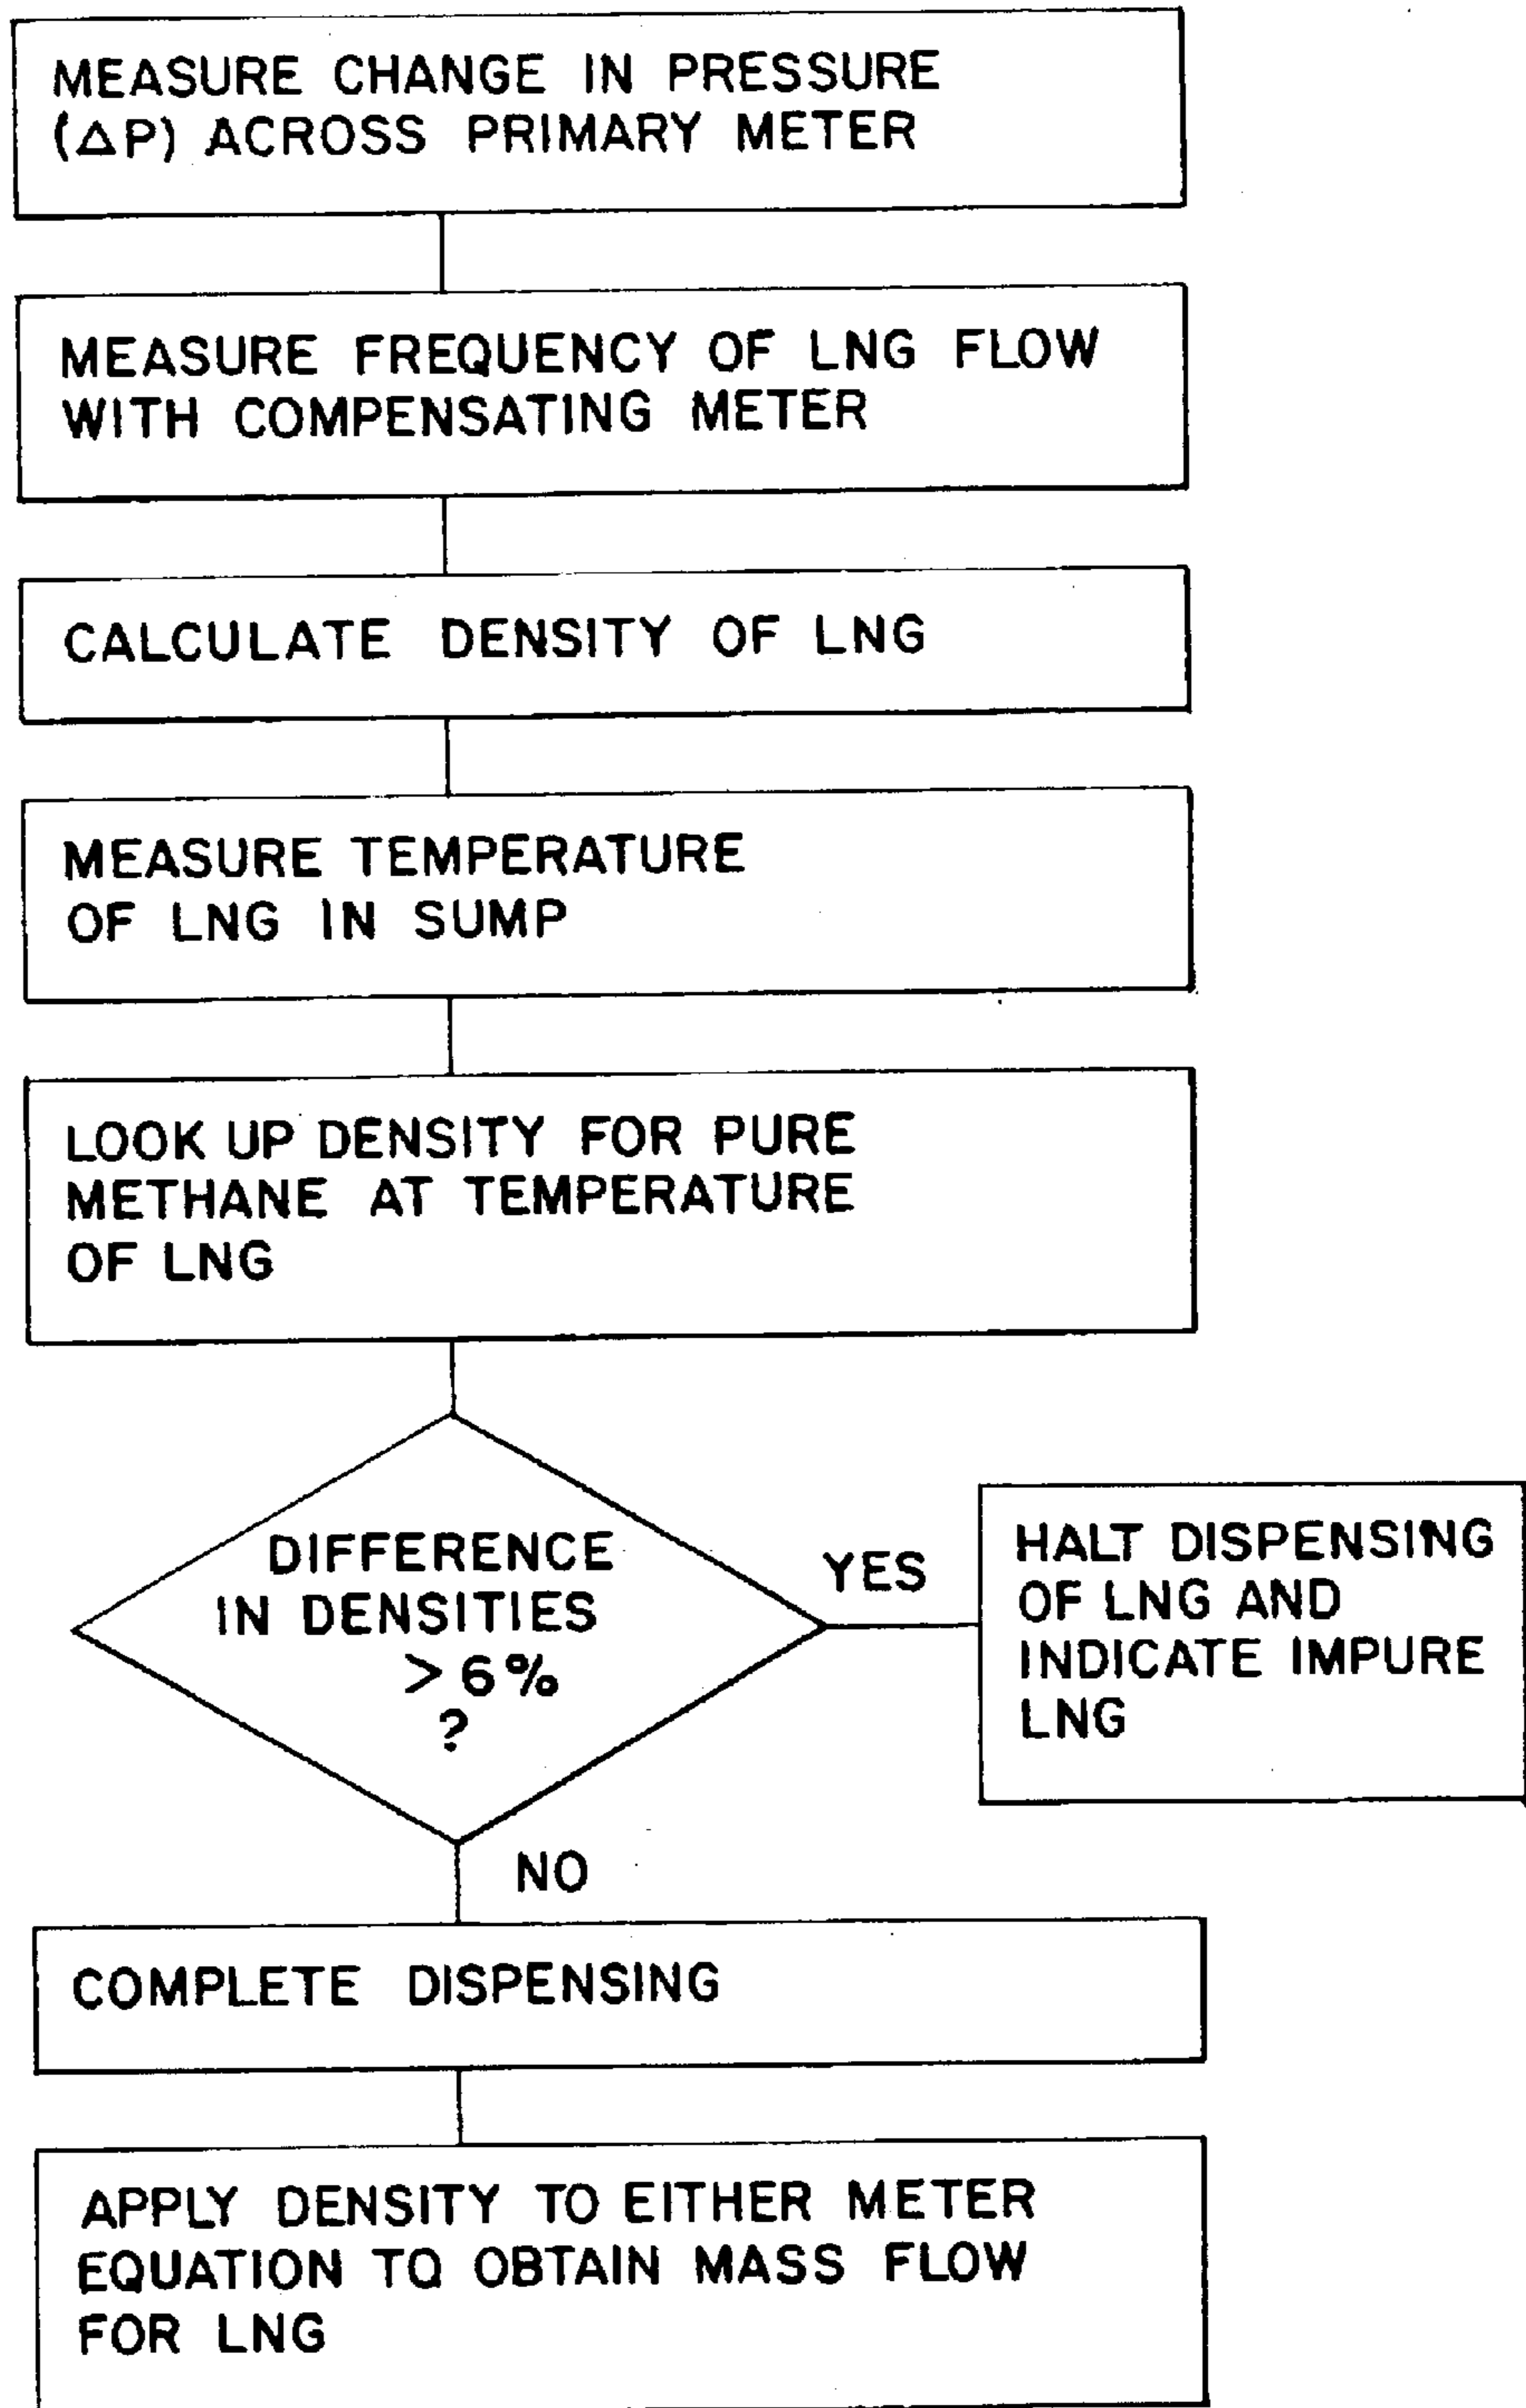 MEASURE CHANGE IN PRESSURE
(ΔP) ACROSS PRIMARY METER
MEASURE FREQUENCY OF LNG FLOW
WITH COMPENSATING METER
CALCULATE DENSITY OF LNG
MEASURE TEMPERATURE
OF LNG IN SUMP
LOOK UP DENSITY FOR PURE
METHANE AT TEMPERATURE
OF LNG
DIFFERENCE
IN DENSITIES
> 6%
?
YES
HALT DISPENSING
OF LNG AND
INDICATE IMPURE
LNG
NO
COMPLETE DISPENSING
APPLY DENSITY TO EITHER METER
EQUATION TO OBTAIN MASS FLOW
FOR LNG